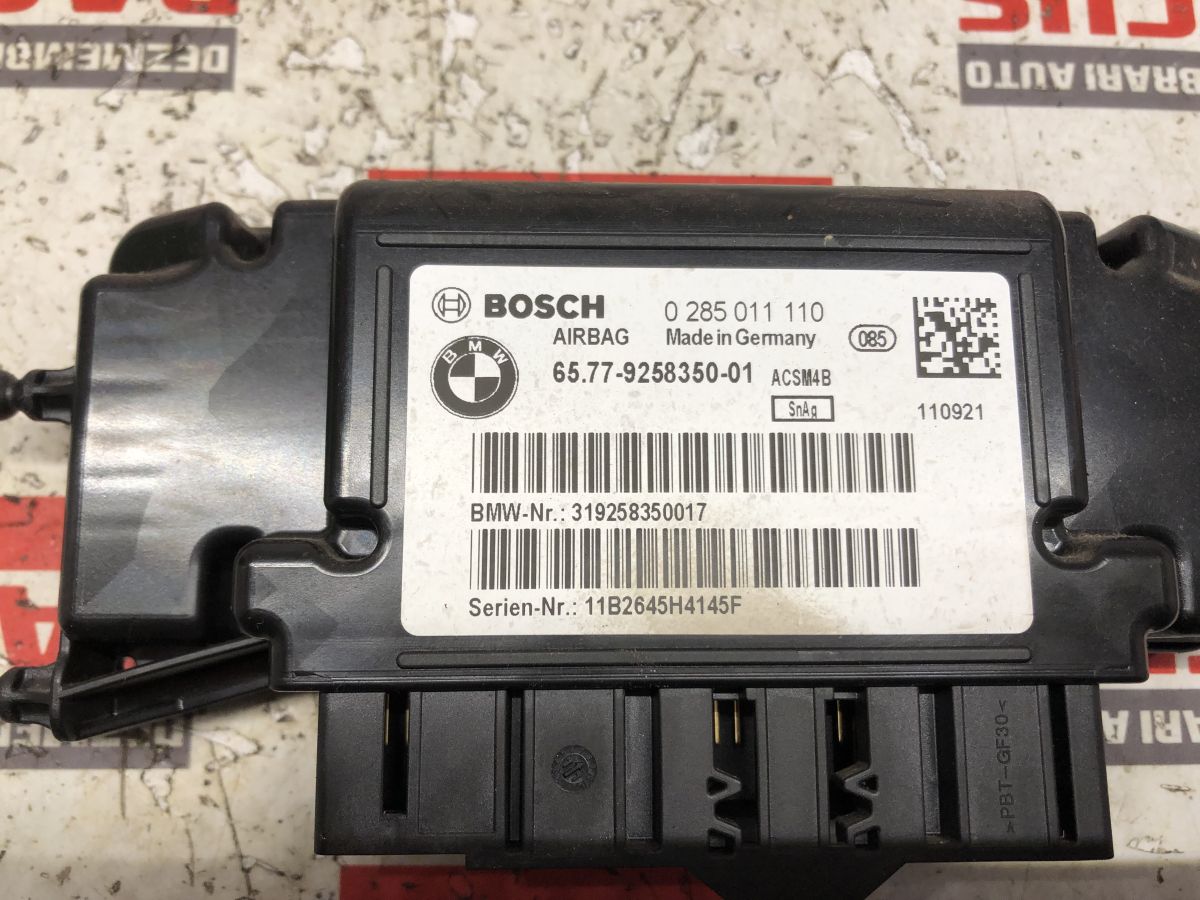 DEZMEMBR
BRARI AUTO
BOSCH 0 285 011 110
AIRBAG Made in Germany 085
BMW 65.77-9258350-01 ACSM4B
SnAg 110921
BMW-Nr.: 319258350017
Serien-Nr.: 11B2645H4145F
>PBT-GF30<